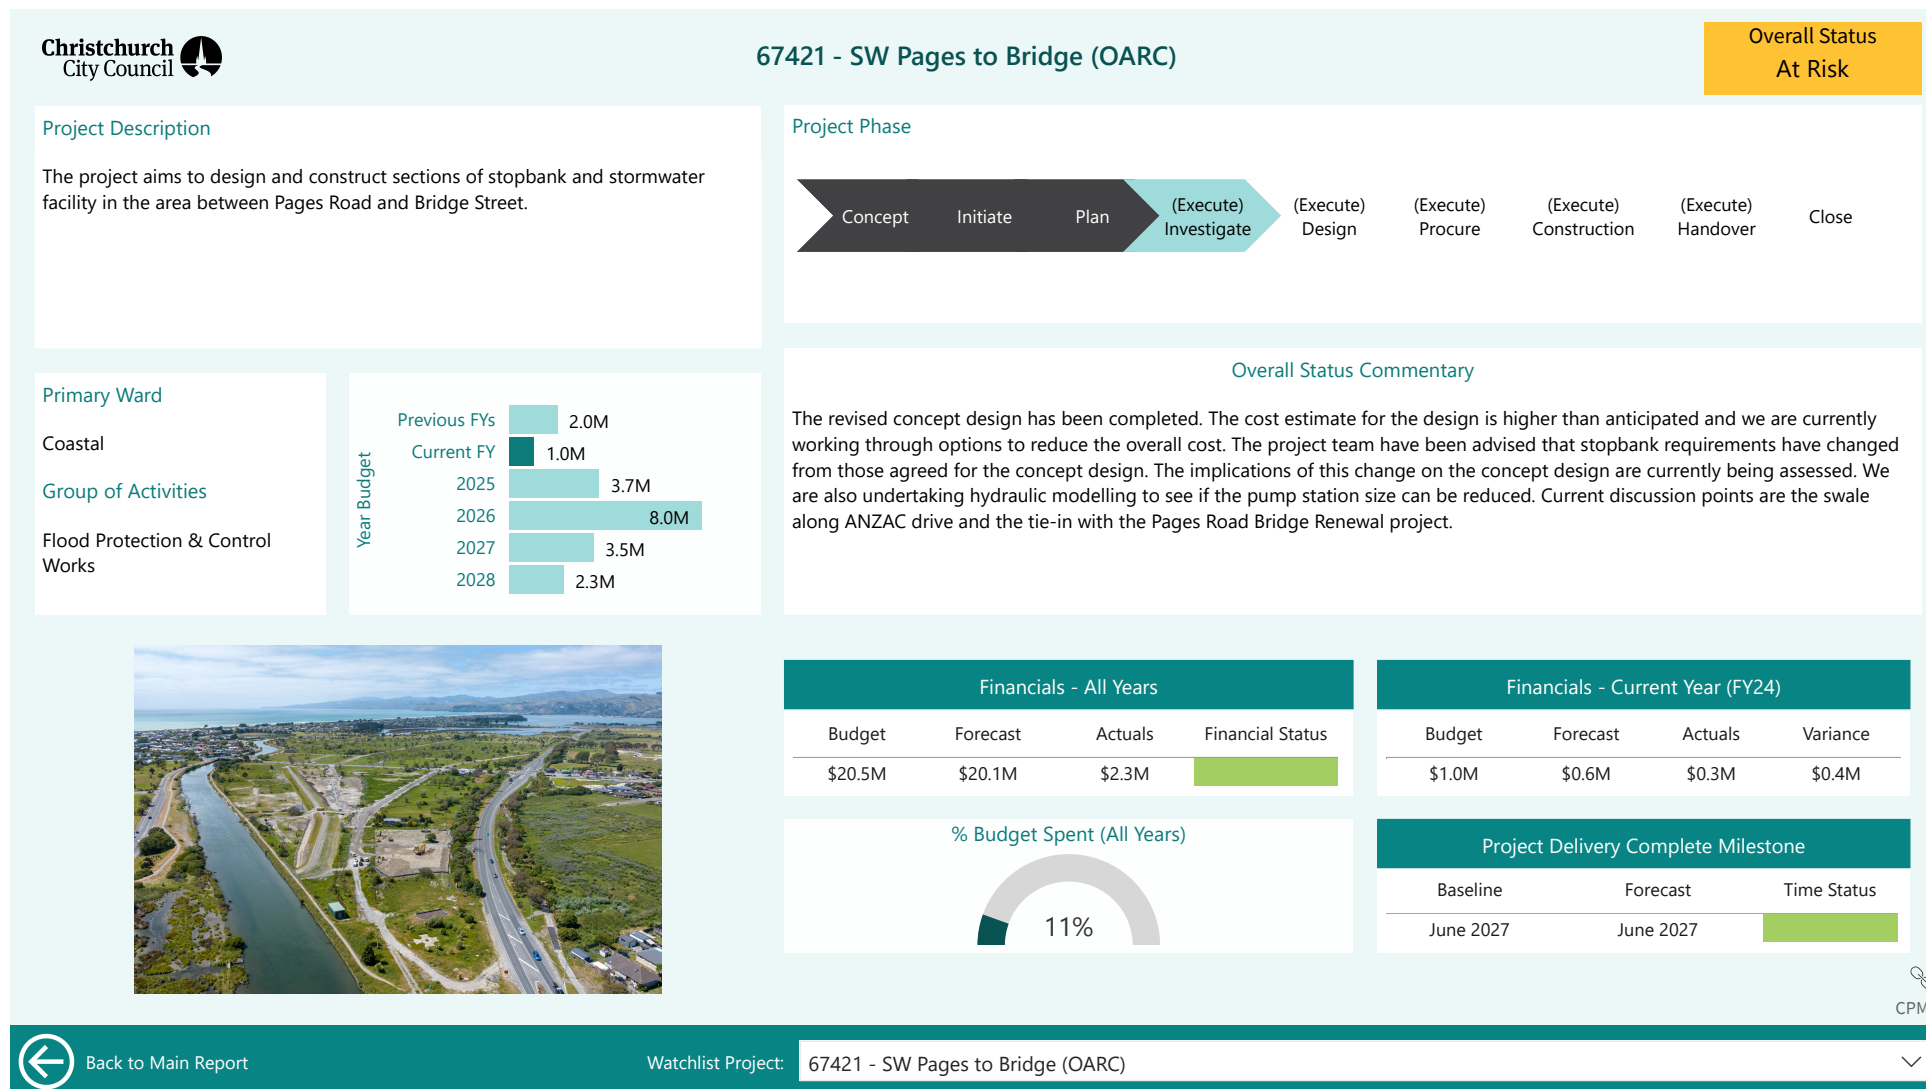 Christchurch
City Council
67421 - SW Pages to Bridge (OARC)
Overall Status
At Risk
Project Description
The project aims to design and construct sections of stopbank and stormwater
facility in the area between Pages Road and Bridge Street.
Project Phase
Concept
Initiate
Plan
(Execute)
Investigate
(Execute)
Design
(Execute)
Procure
(Execute)
Construction
(Execute)
Handover
Close
Primary Ward
Coastal
Group of Activities
Flood Protection & Control
Works
Year Budget
Previous FYs 2.0M
Current FY 1.0M
2025 3.7M
2026 8.0M
2027 3.5M
2028 2.3M
Overall Status Commentary
The revised concept design has been completed. The cost estimate for the design is higher than anticipated and we are currently
working through options to reduce the overall cost. The project team have been advised that stopbank requirements have changed
from those agreed for the concept design. The implications of this change on the concept design are currently being assessed. We
are also undertaking hydraulic modelling to see if the pump station size can be reduced. Current discussion points are the swale
along ANZAC drive and the tie-in with the Pages Road Bridge Renewal project.
Financials - All Years
Budget Forecast Actuals Financial Status
$20.5M $20.1M $2.3M
Financials - Current Year (FY24)
Budget Forecast Actuals Variance
$1.0M $0.6M $0.3M $0.4M
% Budget Spent (All Years)
11%
Project Delivery Complete Milestone
Baseline Forecast Time Status
June 2027 June 2027
CPM
Back to Main Report
Watchlist Project:
67421 - SW Pages to Bridge (OARC)